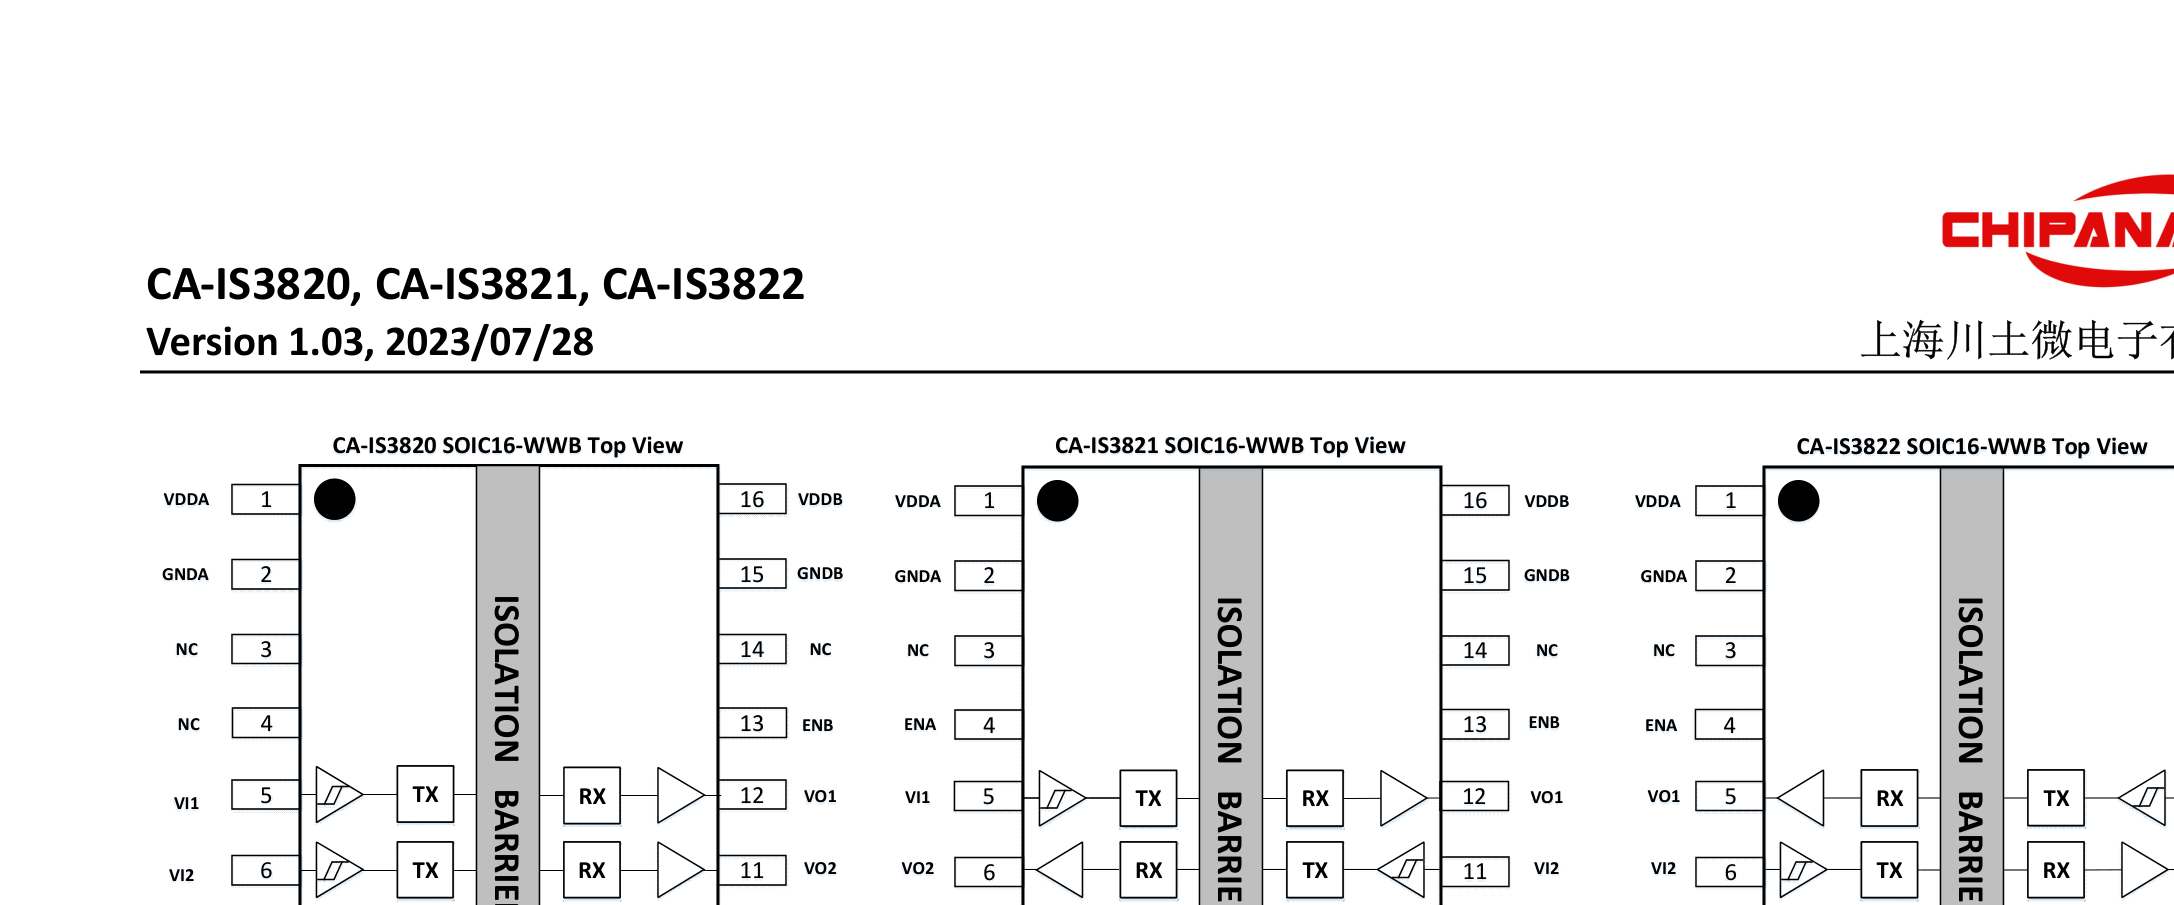 CHIPANA
CA-IS3820, CA-IS3821, CA-IS3822
Version 1.03, 2023/07/28
上海川土微电子
CA-IS3820 SOIC16-WWB Top View
VDDA 1 16 VDDB
GNDA 2 15 GNDB
NC 3 14 NC
NC 4 13 ENB
VI1 5 TX RX 12 VO1
VI2 6 TX RX 11 VO2
ISOLATION BARRIE
CA-IS3821 SOIC16-WWB Top View
VDDA 1 16 VDDB
GNDA 2 15 GNDB
NC 3 14 NC
ENA 4 13 ENB
VI1 5 TX RX 12 VO1
VO2 6 RX TX 11 VI2
ISOLATION BARRIE
CA-IS3822 SOIC16-WWB Top View
VDDA 1
GNDA 2
NC 3
ENA 4
VO1 5 RX TX
VI2 6 TX RX
ISOLATION BARRIE